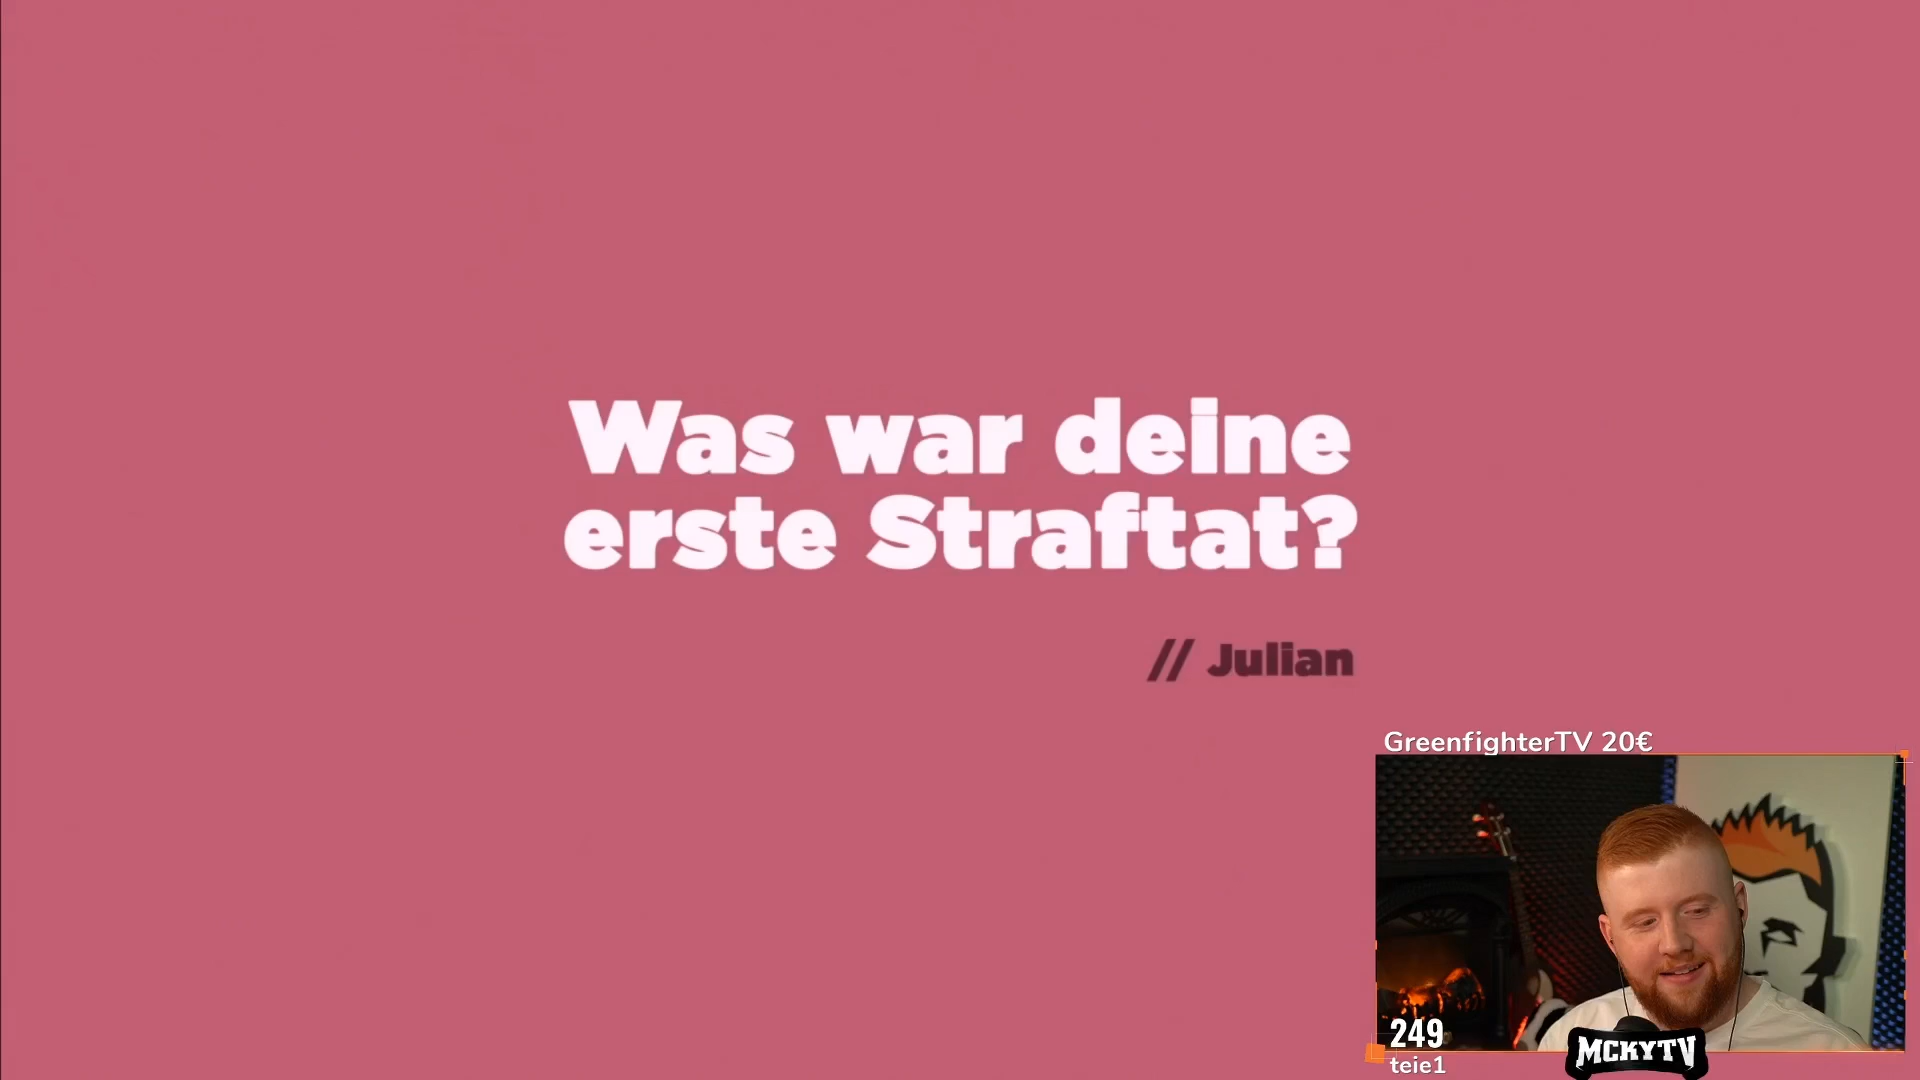 Was war deine
erste Straftat?
// Julian
GreenfighterTV 20€
249
teie1
MCKYTV